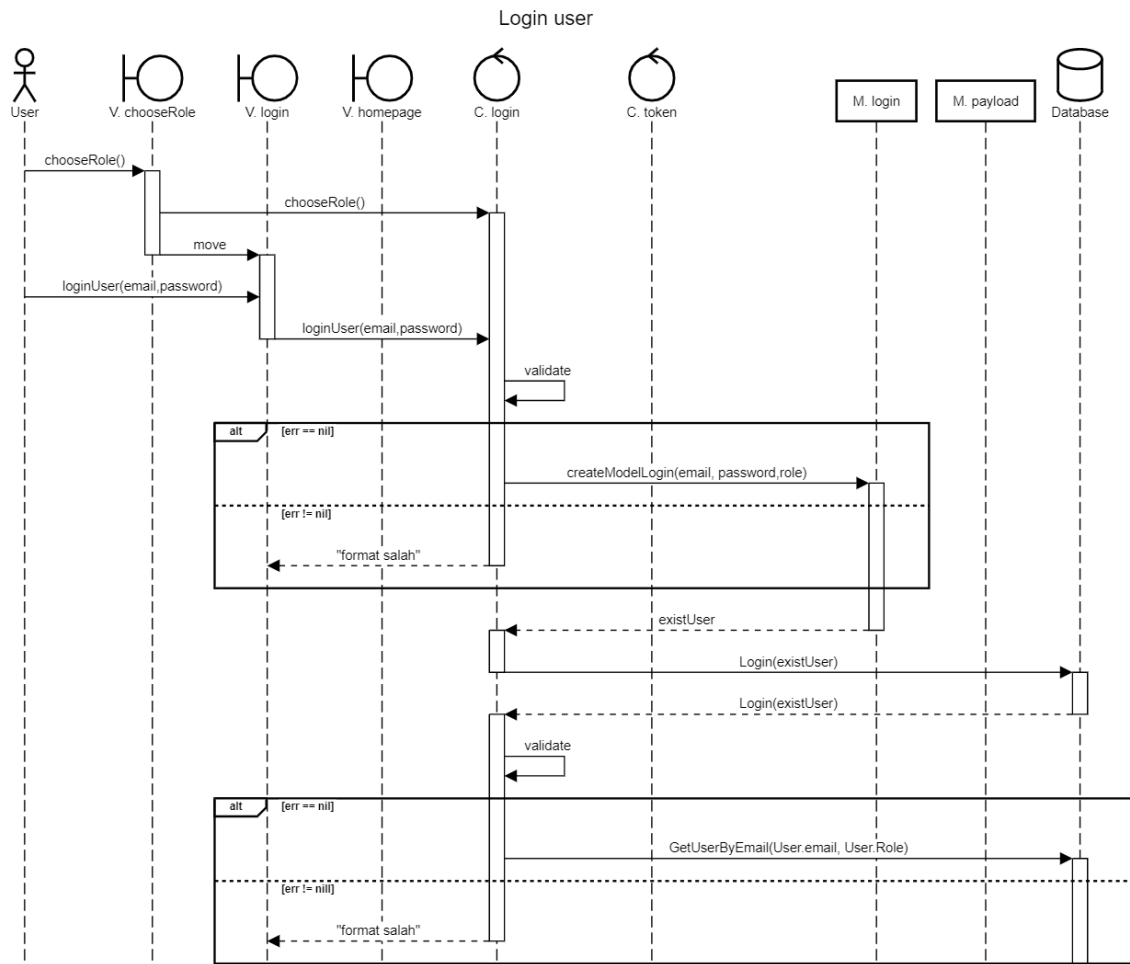 Login user
User
V. chooseRole
V. login
V. homepage
C. login
C. token
M. login
M. payload
Database
chooseRole()
chooseRole()
move
loginUser(email,password)
loginUser(email,password)
validate
alt
[err == nil]
createModelLogin(email, password,role)
[err != nil]
"format salah"
existUser
Login(existUser)
Login(existUser)
validate
alt
[err == nil]
GetUserByEmail(User.email, User.Role)
[err != nill]
"format salah"